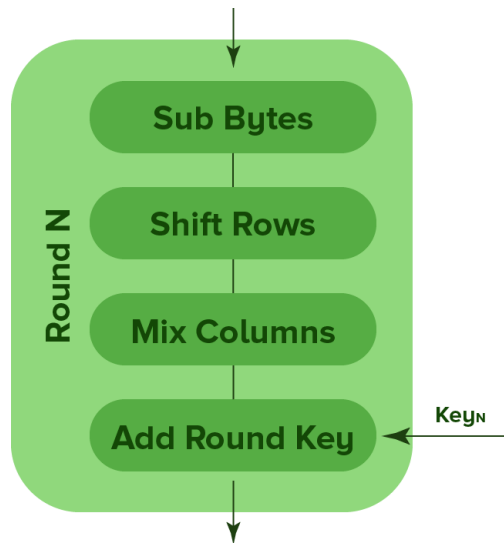 Round N
Sub Bytes
Shift Rows
Mix Columns
Add Round Key
KeyN